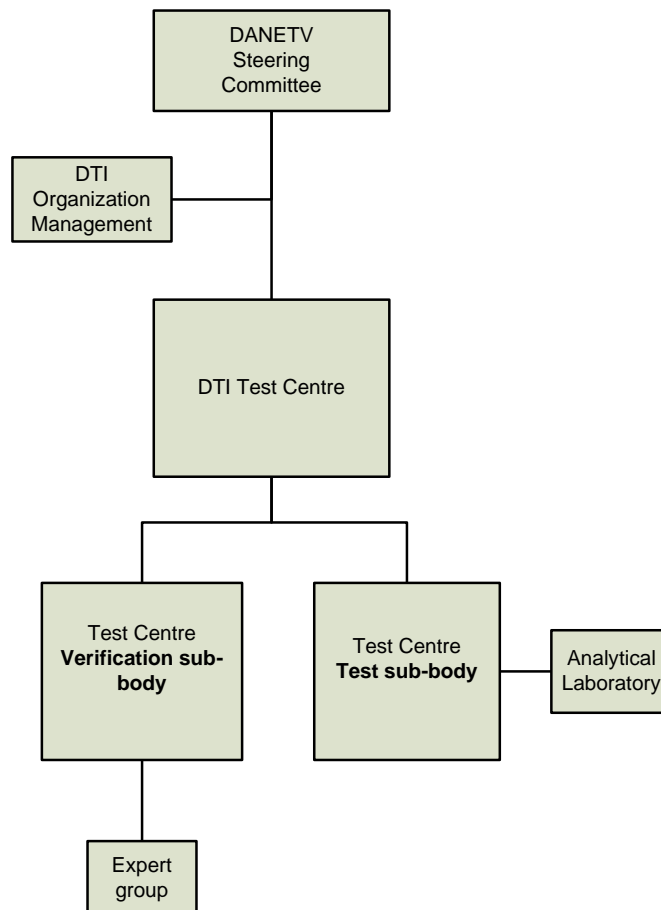 DANETV
Steering
Committee
DTI
Organization
Management
DTI Test Centre
Test Centre
Verification sub-
body
Test Centre
Test sub-body
Analytical
Laboratory
Expert
group